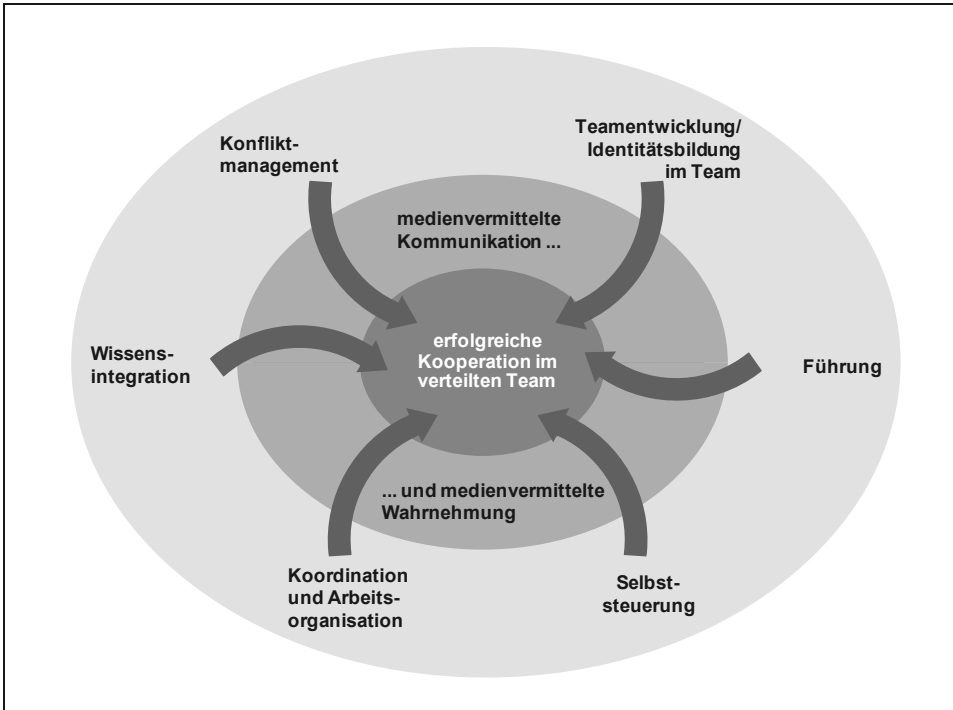 Konflikt-
management
Teamentwicklung/
Identitätsbildung
im Team
medienvermittelte
Kommunikation ...
Wissens-
integration
erfolgreiche
Kooperation im
verteilten Team
Führung
... und medienvermittelte
Wahrnehmung
Koordination
und Arbeits-
organisation
Selbst-
steuerung